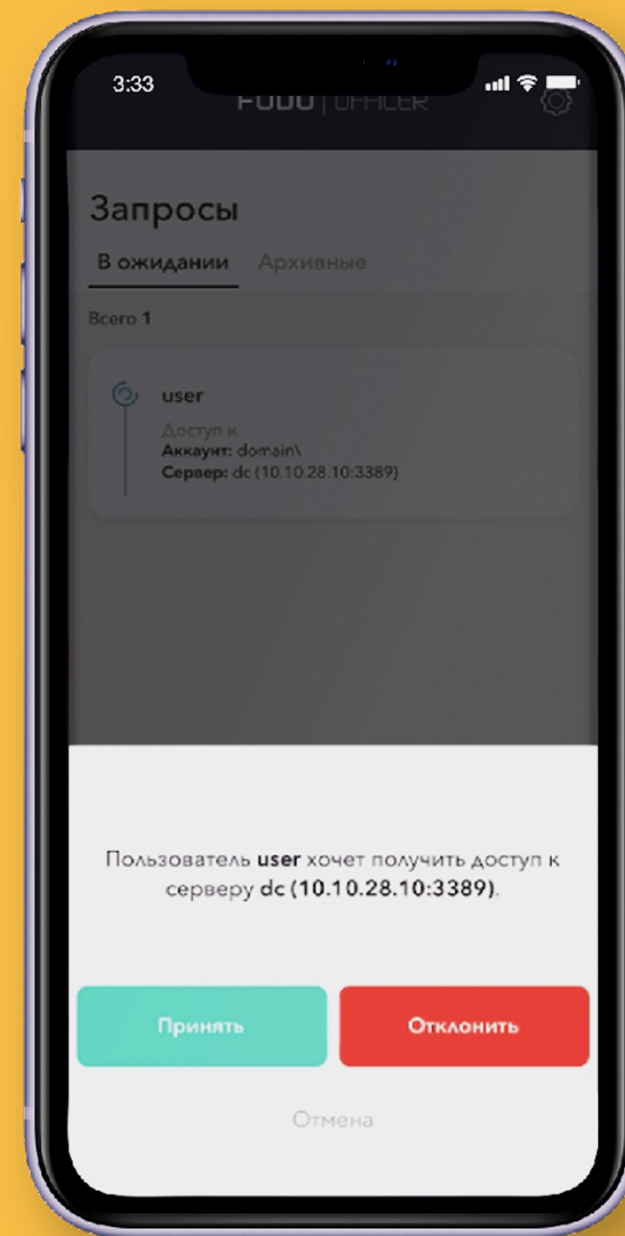 3:33
FUDO | OFFICER
Запросы
В ожидании Архивные
Всего 1
user
Доступ к
Аккаунт: domain\
Сервер: dc (10.10.28.10:3389)
Пользователь user хочет получить доступ к
серверу dc (10.10.28.10:3389).
Принять Отклонить
Отмена